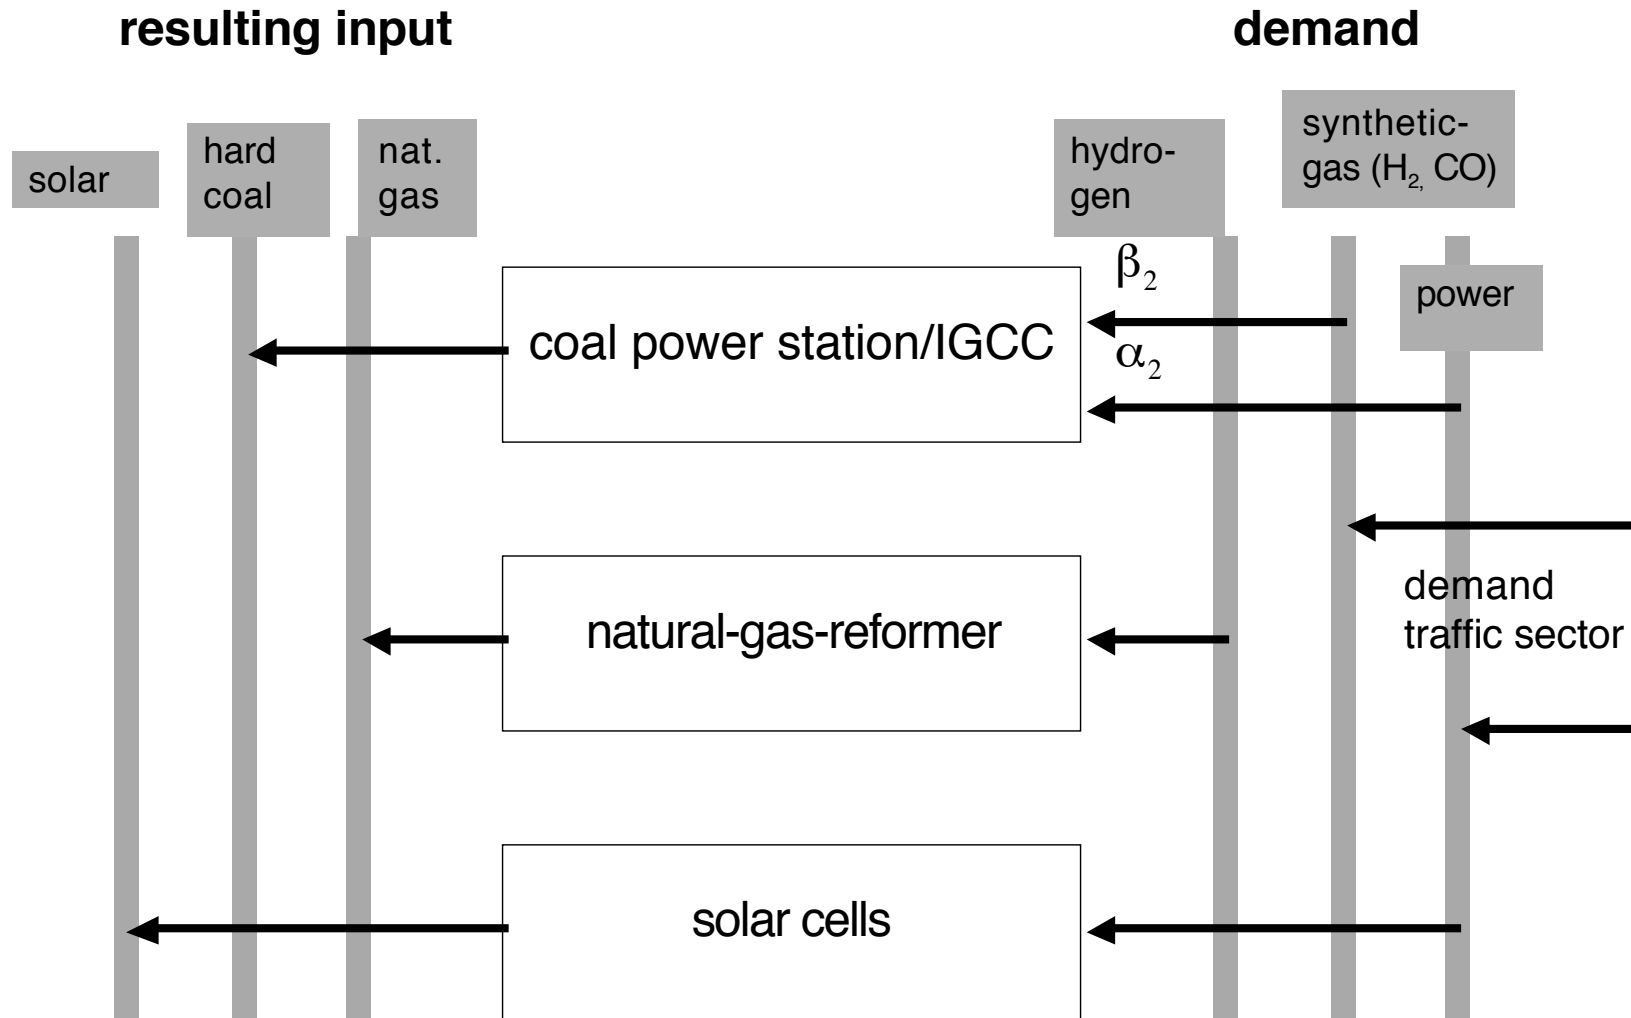 resulting input
demand
solar
hard
coal
nat.
gas
hydro-
gen
synthetic-
gas (H₂, CO)
power
β₂
coal power station/IGCC
α₂
demand
traffic sector
natural-gas-reformer
solar cells